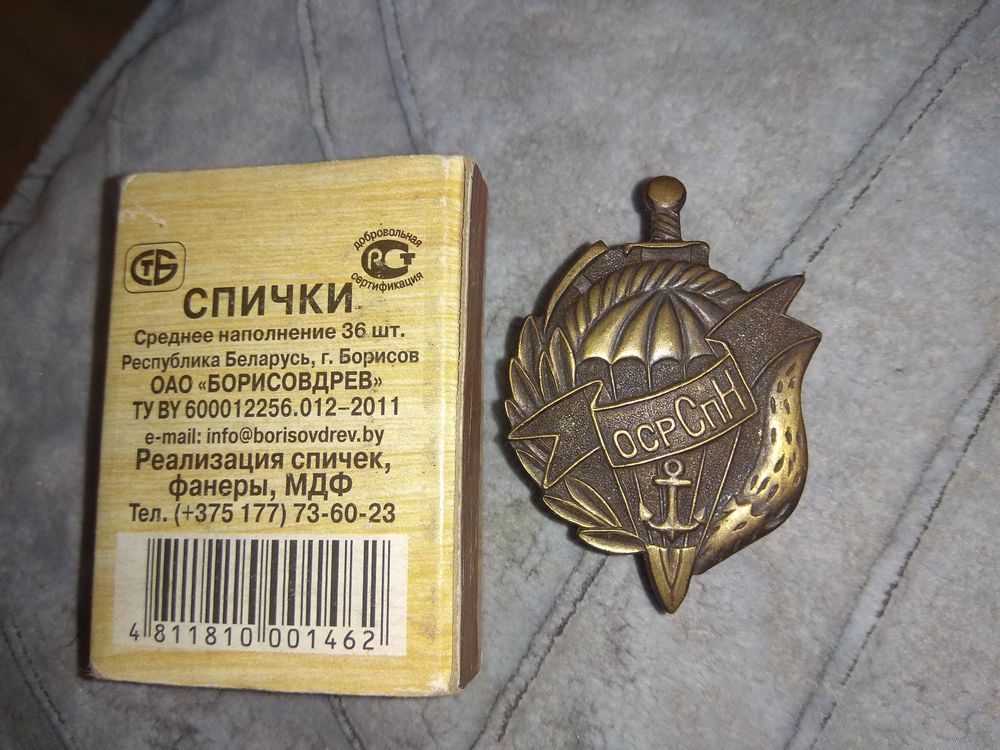 СТБ
добровольная
РСТ
сертификация
СПИЧКИ
Среднее наполнение 36 шт.
Республика Беларусь, г. Борисов
ОАО «БОРИСОВДРЕВ»
ТУ BY 600012256.012–2011
e-mail: info@borisovdrev.by
Реализация спичек,
фанеры, МДФ
Тел. (+375 177) 73-60-23
4 811810 001462
ОСРСпН